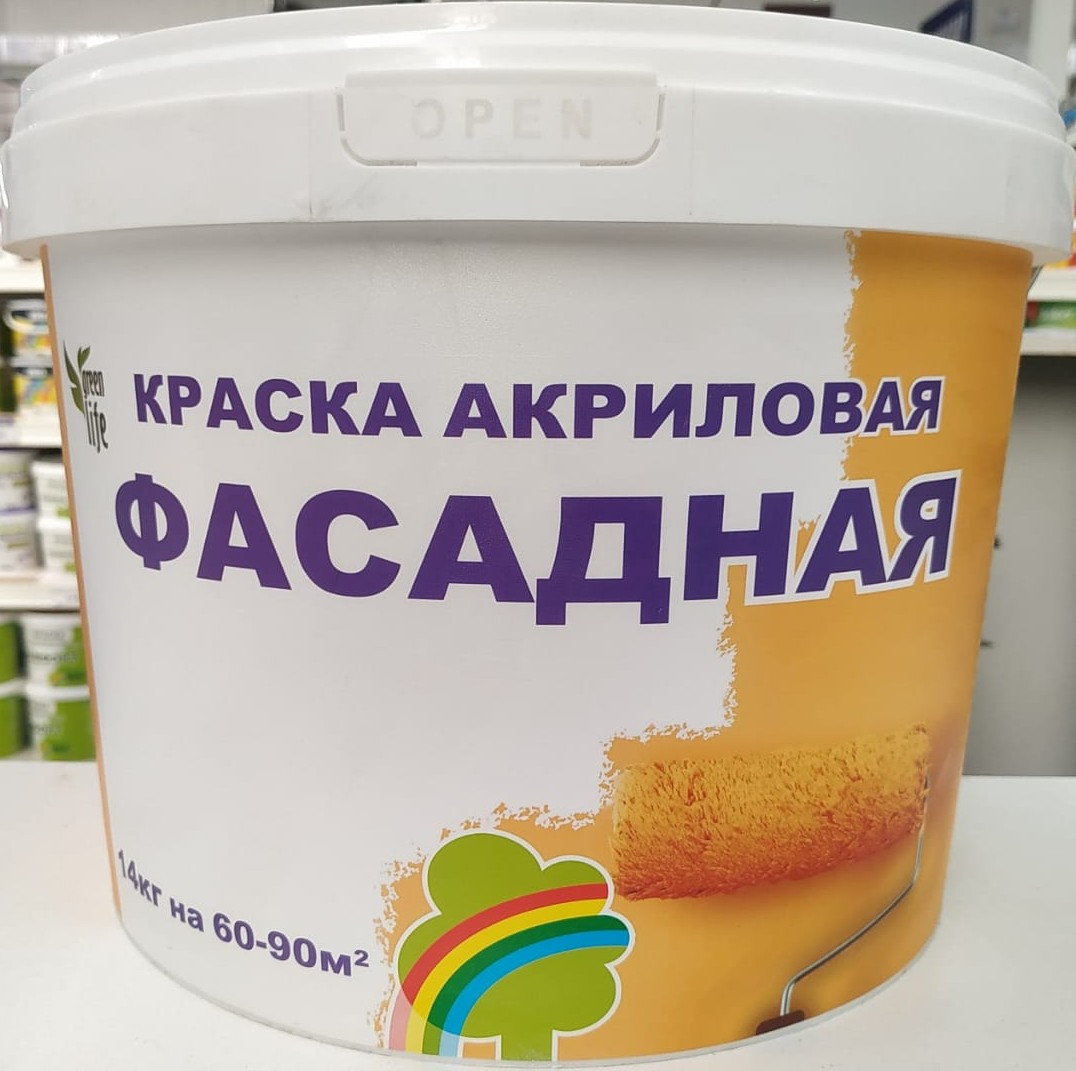 OPEN
green
life
КРАСКА АКРИЛОВАЯ
ФАСАДНАЯ
14кг на 60-90м²